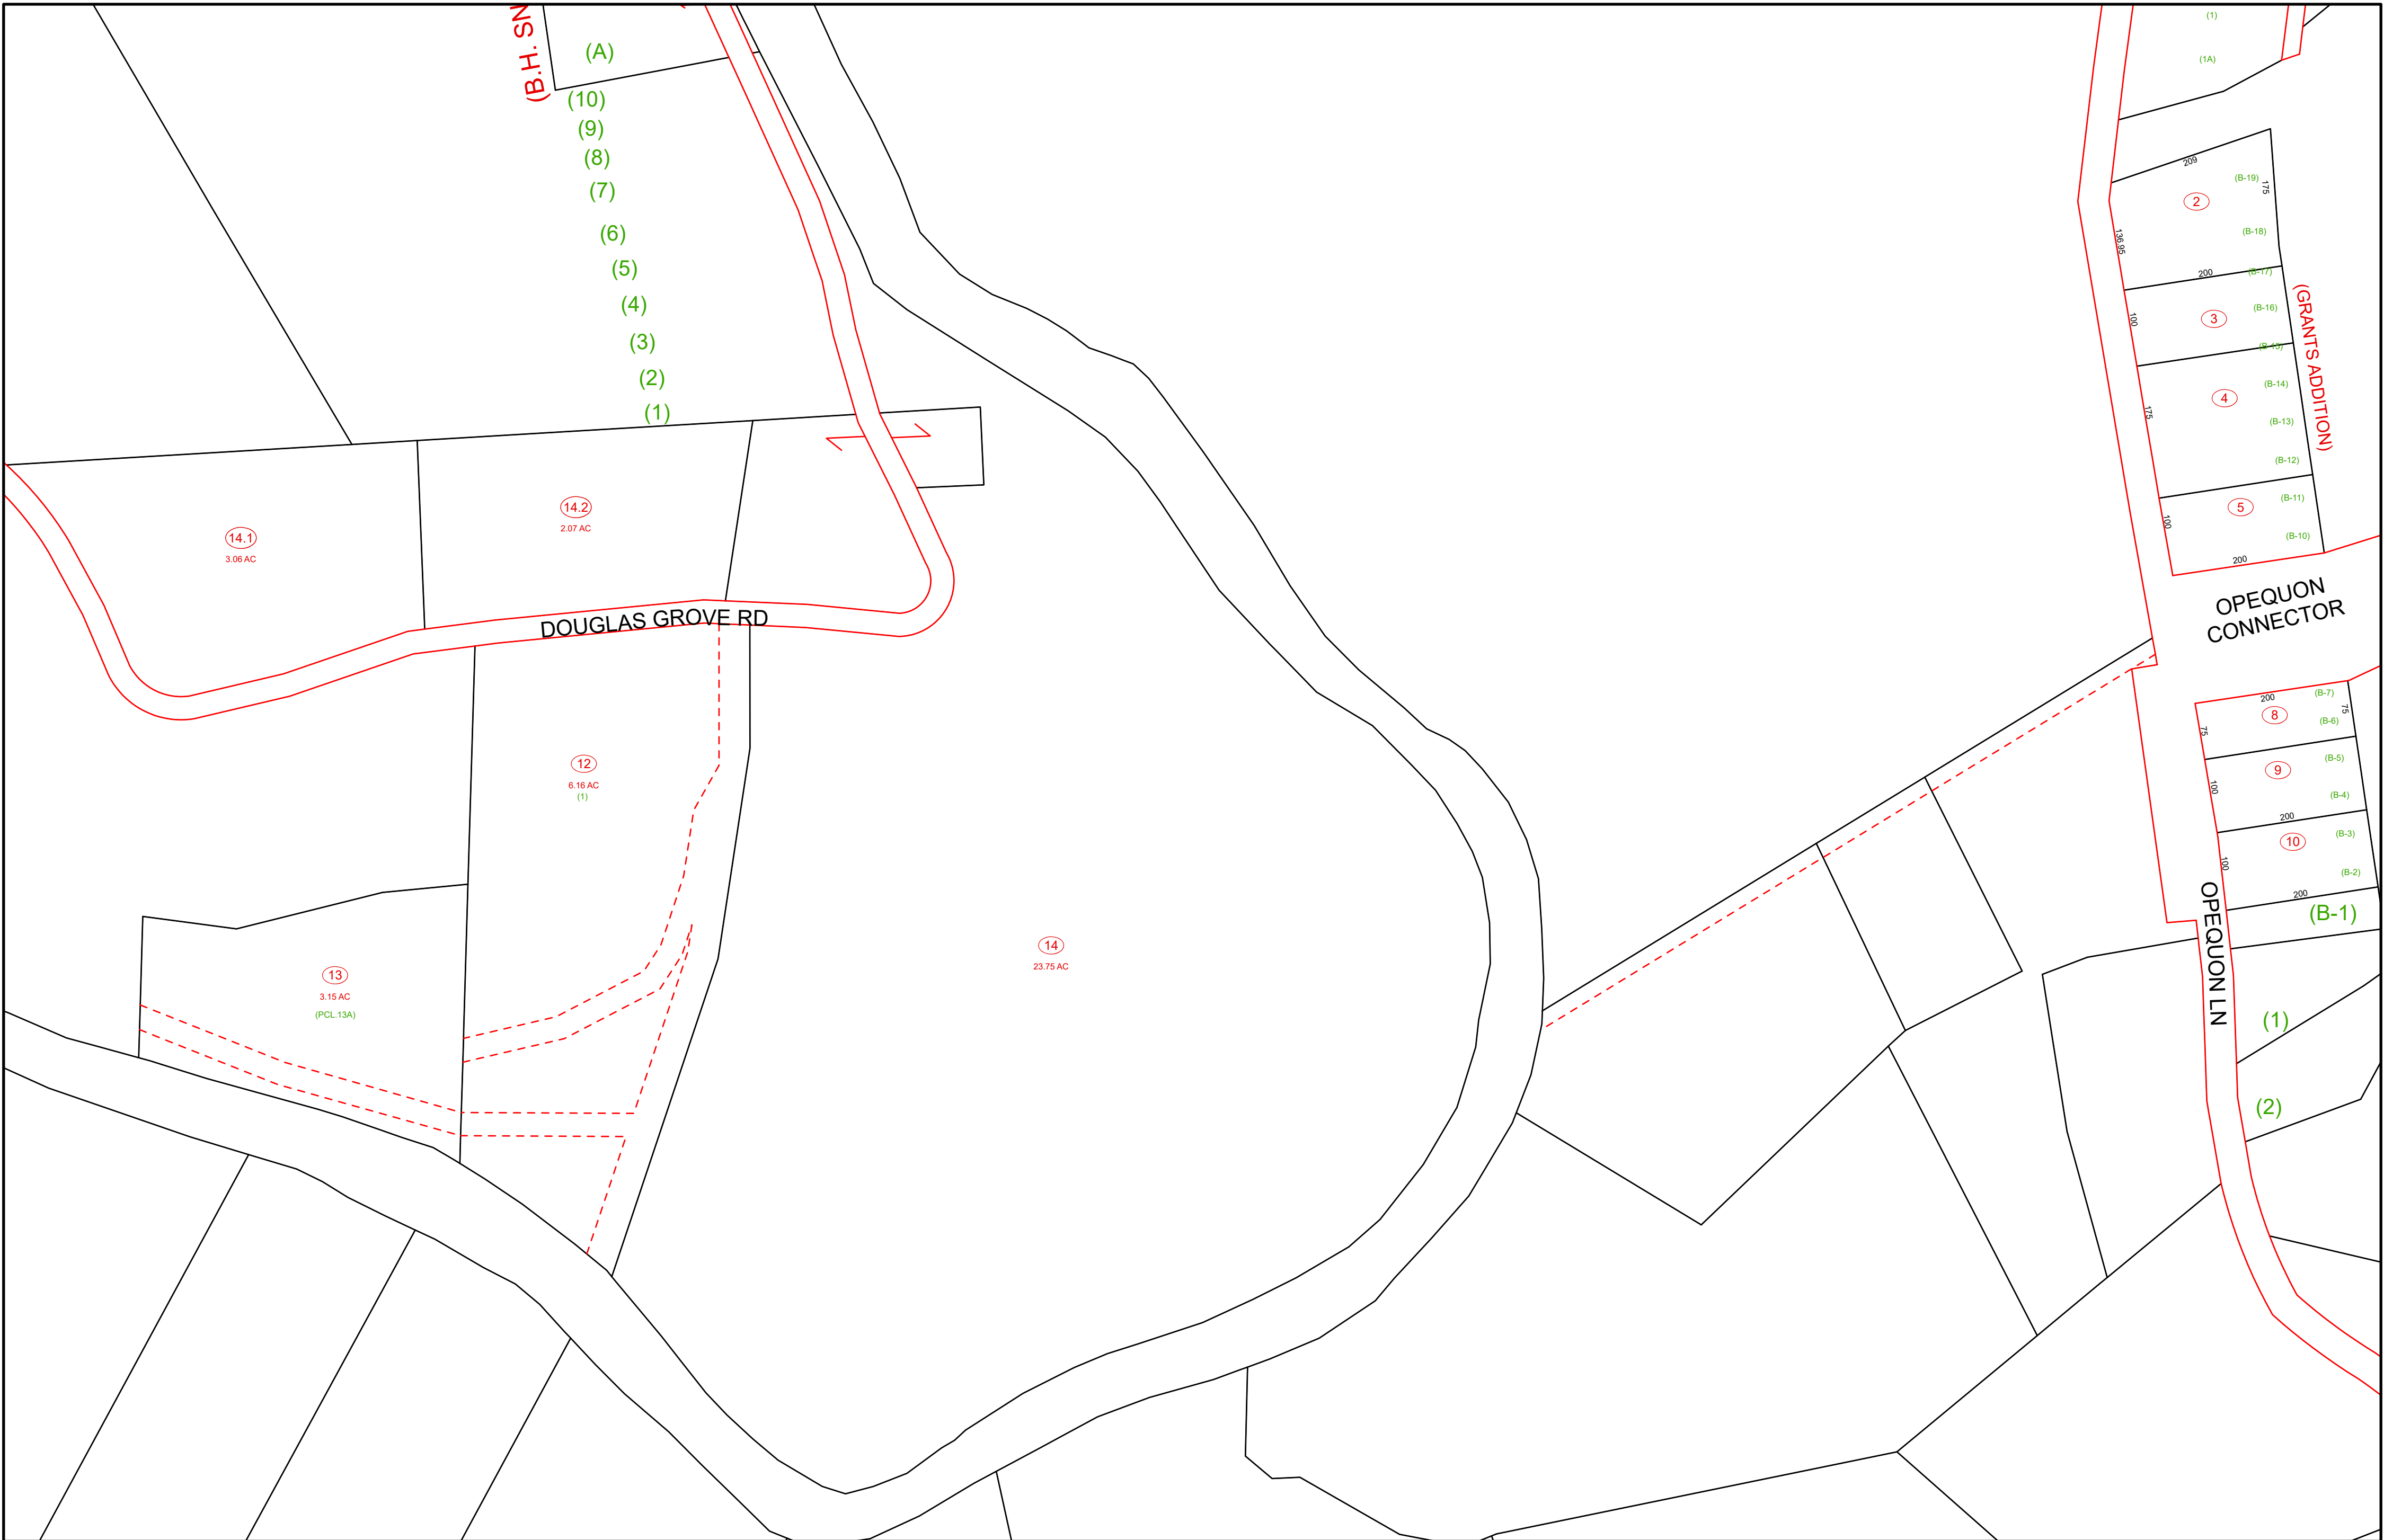 (B.H. SN
(A)
(10)
(9)
(8)
(7)
(6)
(5)
(4)
(3)
(2)
(1)
14.1
3.06 AC
14.2
2.07 AC
DOUGLAS GROVE RD
12
6.16 AC
(1)
13
3.15 AC
(PCL.13A)
14
23.75 AC
(1)
(1A)
209
(B-19)
175
2
(B-18)
136.95
200
(B-17)
100
3
(B-16)
(GRANTS ADDITION)
(B-15)
4
(B-14)
175
(B-13)
(B-12)
5
(B-11)
100
(B-10)
200
OPEQUON
CONNECTOR
200
(B-7)
75
8
(B-6)
75
9
(B-5)
100
(B-4)
200
10
(B-3)
100
(B-2)
200
(B-1)
OPEQUON LN
(1)
(2)